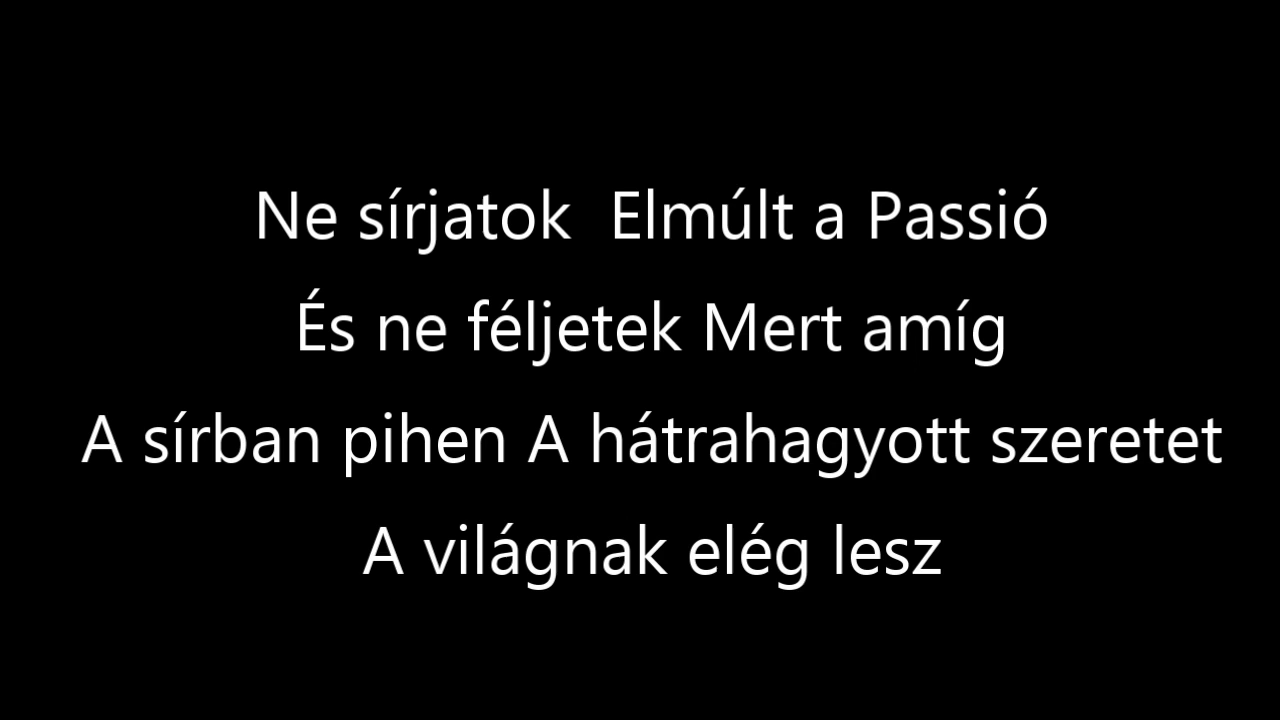 Ne sírjatok  Elmúlt a Passió
És ne féljetek Mert amíg
A sírban pihen A hátrahagyott szeretet
A világnak elég lesz